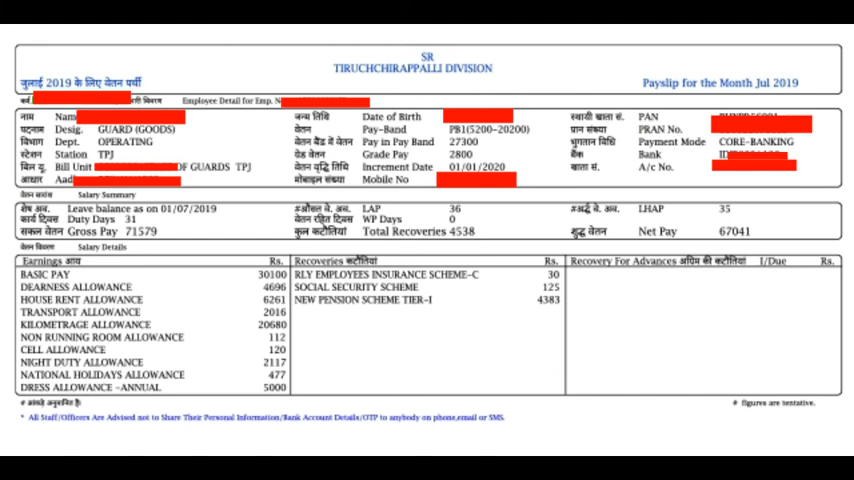 SR
TIRUCHCHIRAPPALLI DIVISION
जुलाई 2019 के लिए वेतन पर्ची Payslip for the Month Jul 2019
विवरण Employee Detail for Emp.
नाम जन्म तिथि Date of Birth स्थायी खाता सं. PAN
पदनाम Desig. GUARD (GOODS) वेतन Pay-Band PB1(5200-20200) प्रान संख्या PRAN No.
विभाग Dept. OPERATING वेतन बैंड में वेतन Pay in Pay Band 27300 भुगतान विधि Payment Mode CORE-BANKING
स्टेशन Station TPJ ग्रेड वेतन Grade Pay 2800 बैंक Bank
बिल यू. Bill Unit OF GUARDS TPJ वेतन वृद्धि तिथि Increment Date 01/01/2020 खाता सं. A/c No.
आधार मोबाइल संख्या Mobile No
वेतन सारांश Salary Summary
शेष अव. Leave balance as on 01/07/2019 #औसत वे. अव. LAP 36 #अर्द्ध वे. अव. LHAP 35
कार्य दिवस Duty Days 31 वेतन रहित दिवस WP Days 0
सकल वेतन Gross Pay 71579 कुल कटौतियां Total Recoveries 4538 शुद्ध वेतन Net Pay 67041
वेतन विवरण Salary Details
Earnings आय Rs. Recoveries कटौतियां Rs. Recovery For Advances अग्रिम की कटौतियां I/Due Rs.
BASIC PAY 30100 RLY EMPLOYEES INSURANCE SCHEME-C 30
DEARNESS ALLOWANCE 4696 SOCIAL SECURITY SCHEME 125
HOUSE RENT ALLOWANCE 6261 NEW PENSION SCHEME TIER-I 4383
TRANSPORT ALLOWANCE 2016
KILOMETRAGE ALLOWANCE 20680
NON RUNNING ROOM ALLOWANCE 112
CELL ALLOWANCE 120
NIGHT DUTY ALLOWANCE 2117
NATIONAL HOLIDAYS ALLOWANCE 477
DRESS ALLOWANCE -ANNUAL 5000
# आंकड़े अनुमानित है। # figures are tentative.
* All Staff/Officers Are Advised not to Share Their Personal Information/Bank Account Details/OTP to anybody on phone,email or SMS.